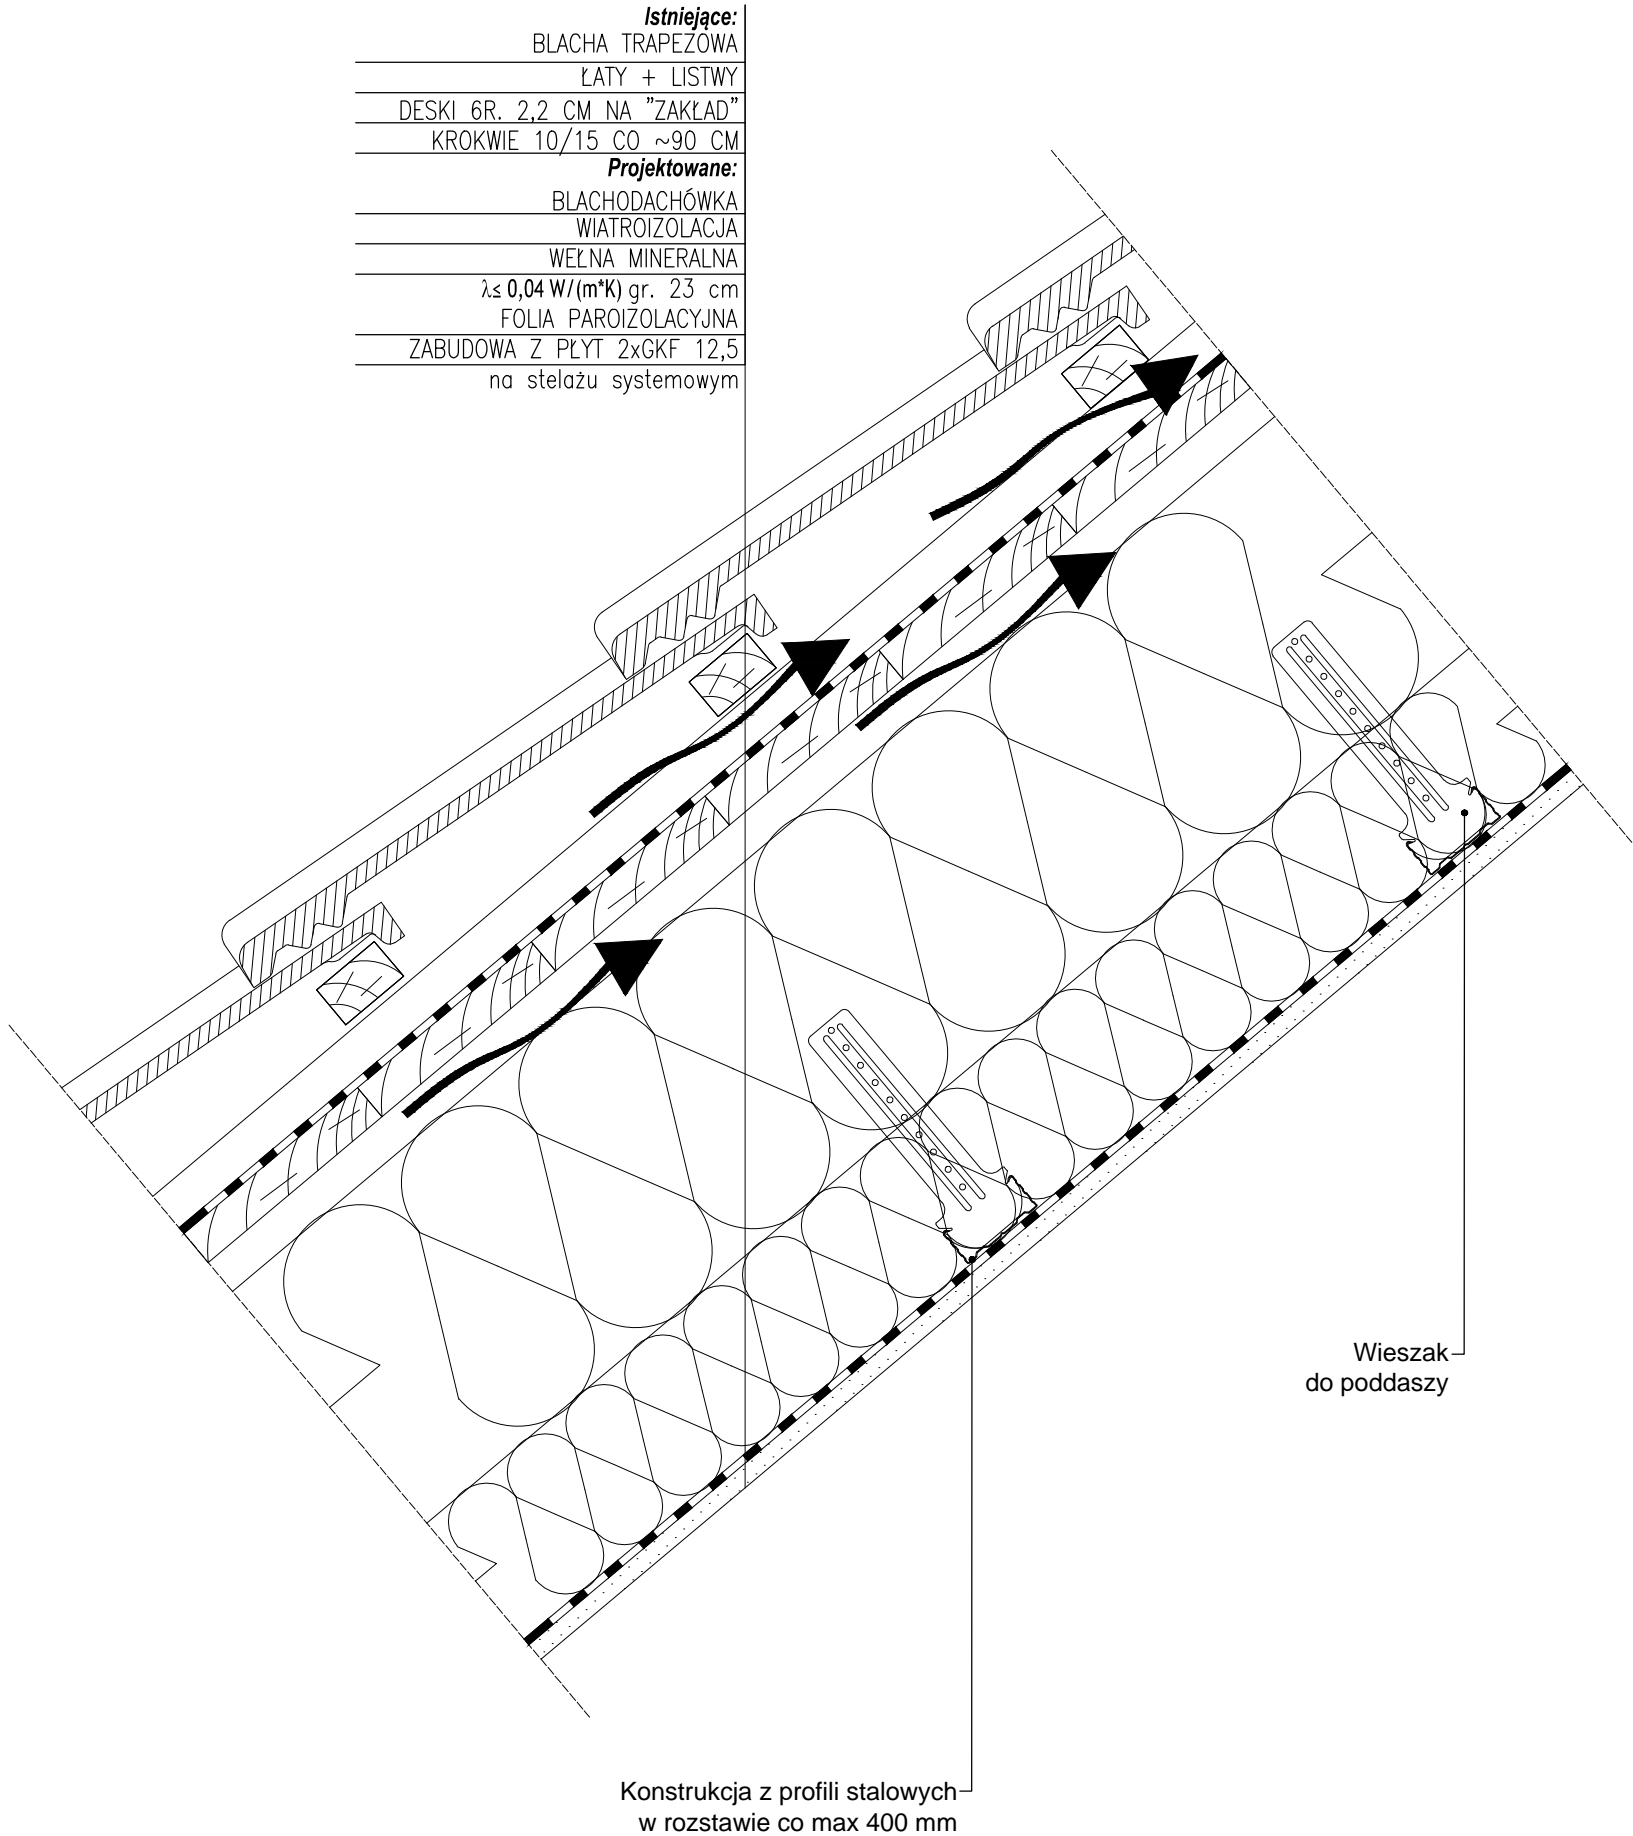 Istniejące:
BLACHA TRAPEZOWA
ŁATY + LISTWY
DESKI 6R. 2,2 CM NA "ZAKŁAD"
KROKWIE 10/15 CO ~90 CM
Projektowane:
BLACHODACHÓWKA
WIATROIZOLACJA
WEŁNA MINERALNA
λ≤ 0,04 W/(m*K) gr. 23 cm
FOLIA PAROIZOLACYJNA
ZABUDOWA Z PŁYT 2xGKF 12,5
na stelażu systemowym
Wieszak
do poddaszy
Konstrukcja z profili stalowych
w rozstawie co max 400 mm